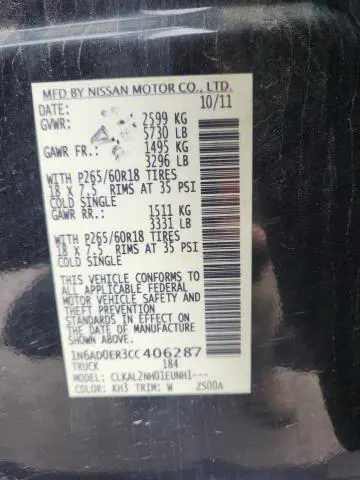 MFD BY NISSAN MOTOR CO., LTD.
DATE: 10/11
GVWR: 2599 KG
5730 LB
GAWR FR.: 1495 KG
3296 LB
WITH P265/60R18 TIRES
18 X 7.5 RIMS AT 35 PSI
COLD SINGLE
GAWR RR.: 1511 KG
3331 LB
WITH P265/60R18 TIRES
18 X 7.5 RIMS AT 35 PSI
COLD SINGLE
THIS VEHICLE CONFORMS TO
ALL APPLICABLE FEDERAL
MOTOR VEHICLE SAFETY AND
THEFT PREVENTION
STANDARDS IN EFFECT ON
THE DATE OF MANUFACTURE
SHOWN ABOVE.
1N6AD0ER3CC406287
TRUCK 184
MODEL: CLKAL2NH01EUNH1---
COLOR: KH3 TRIM: W ZS00A